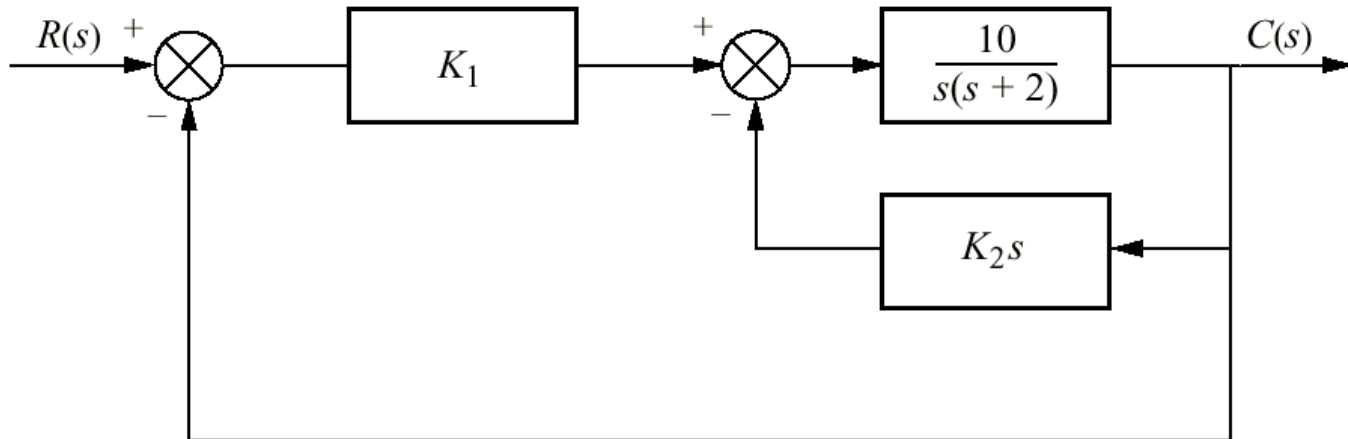 R(s)
+
−
K₁
+
−
10
s(s + 2)
C(s)
K₂s